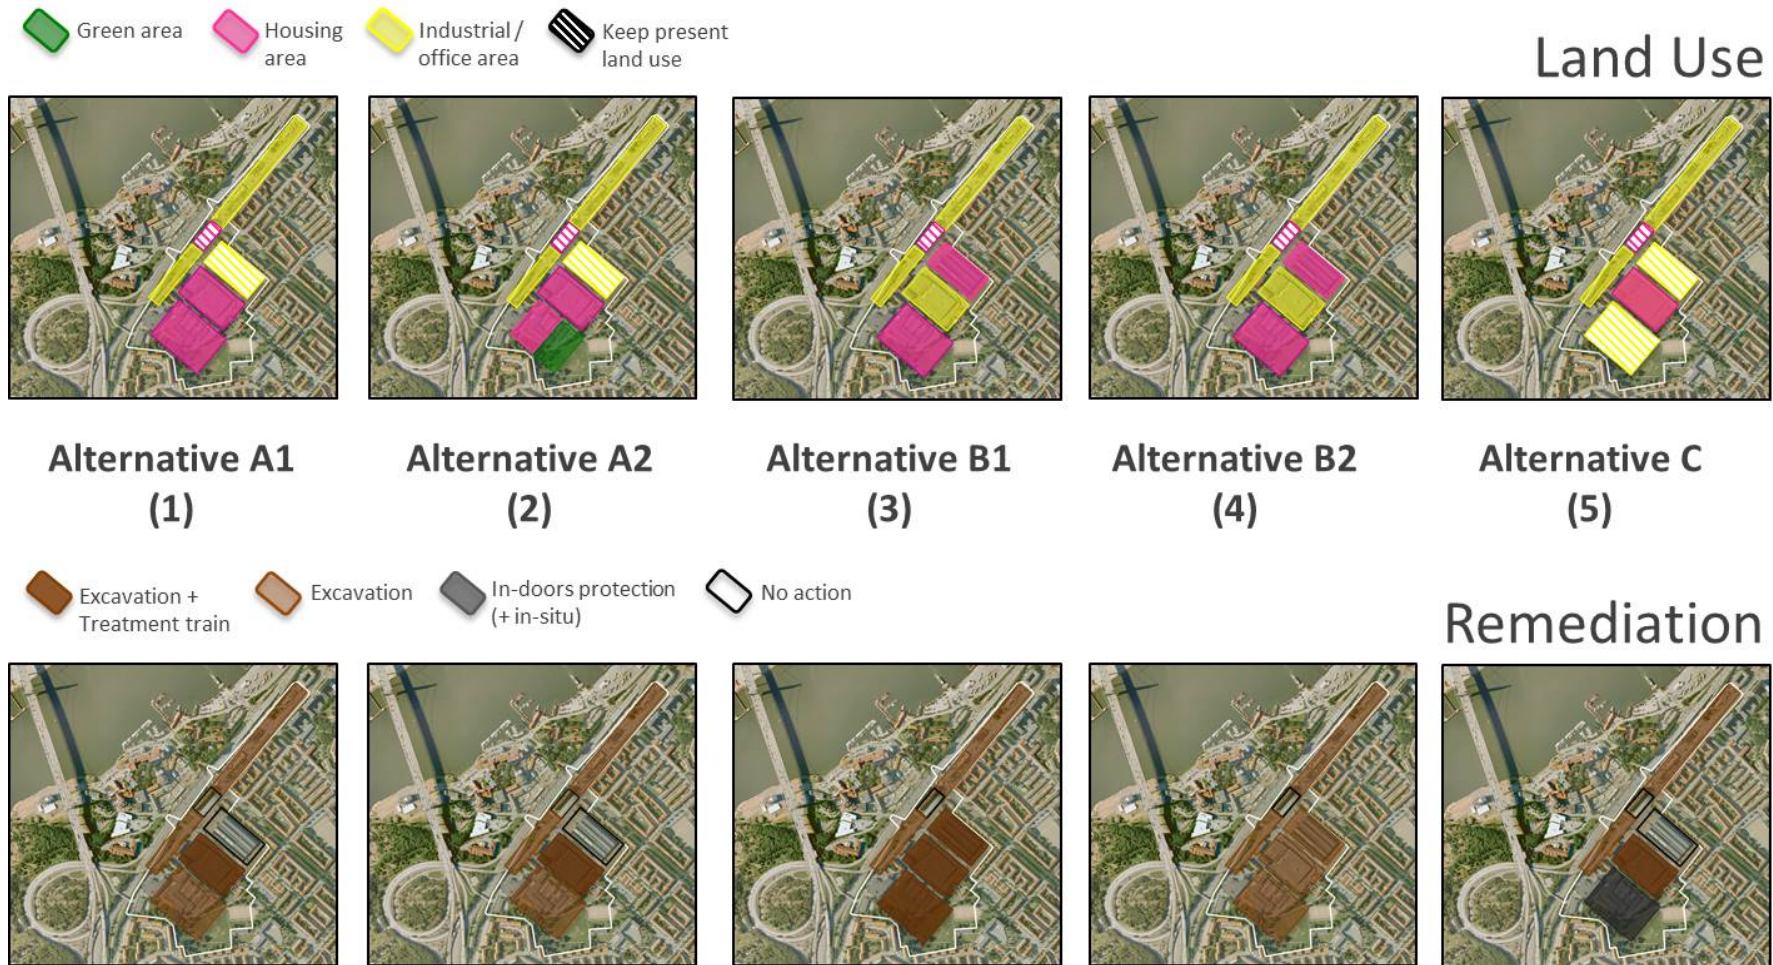 Green area
Housing
area
Industrial /
office area
Keep present
land use
Land Use
Alternative A1
(1)
Alternative A2
(2)
Alternative B1
(3)
Alternative B2
(4)
Alternative C
(5)
Excavation +
Treatment train
Excavation
In-doors protection
(+ in-situ)
No action
Remediation